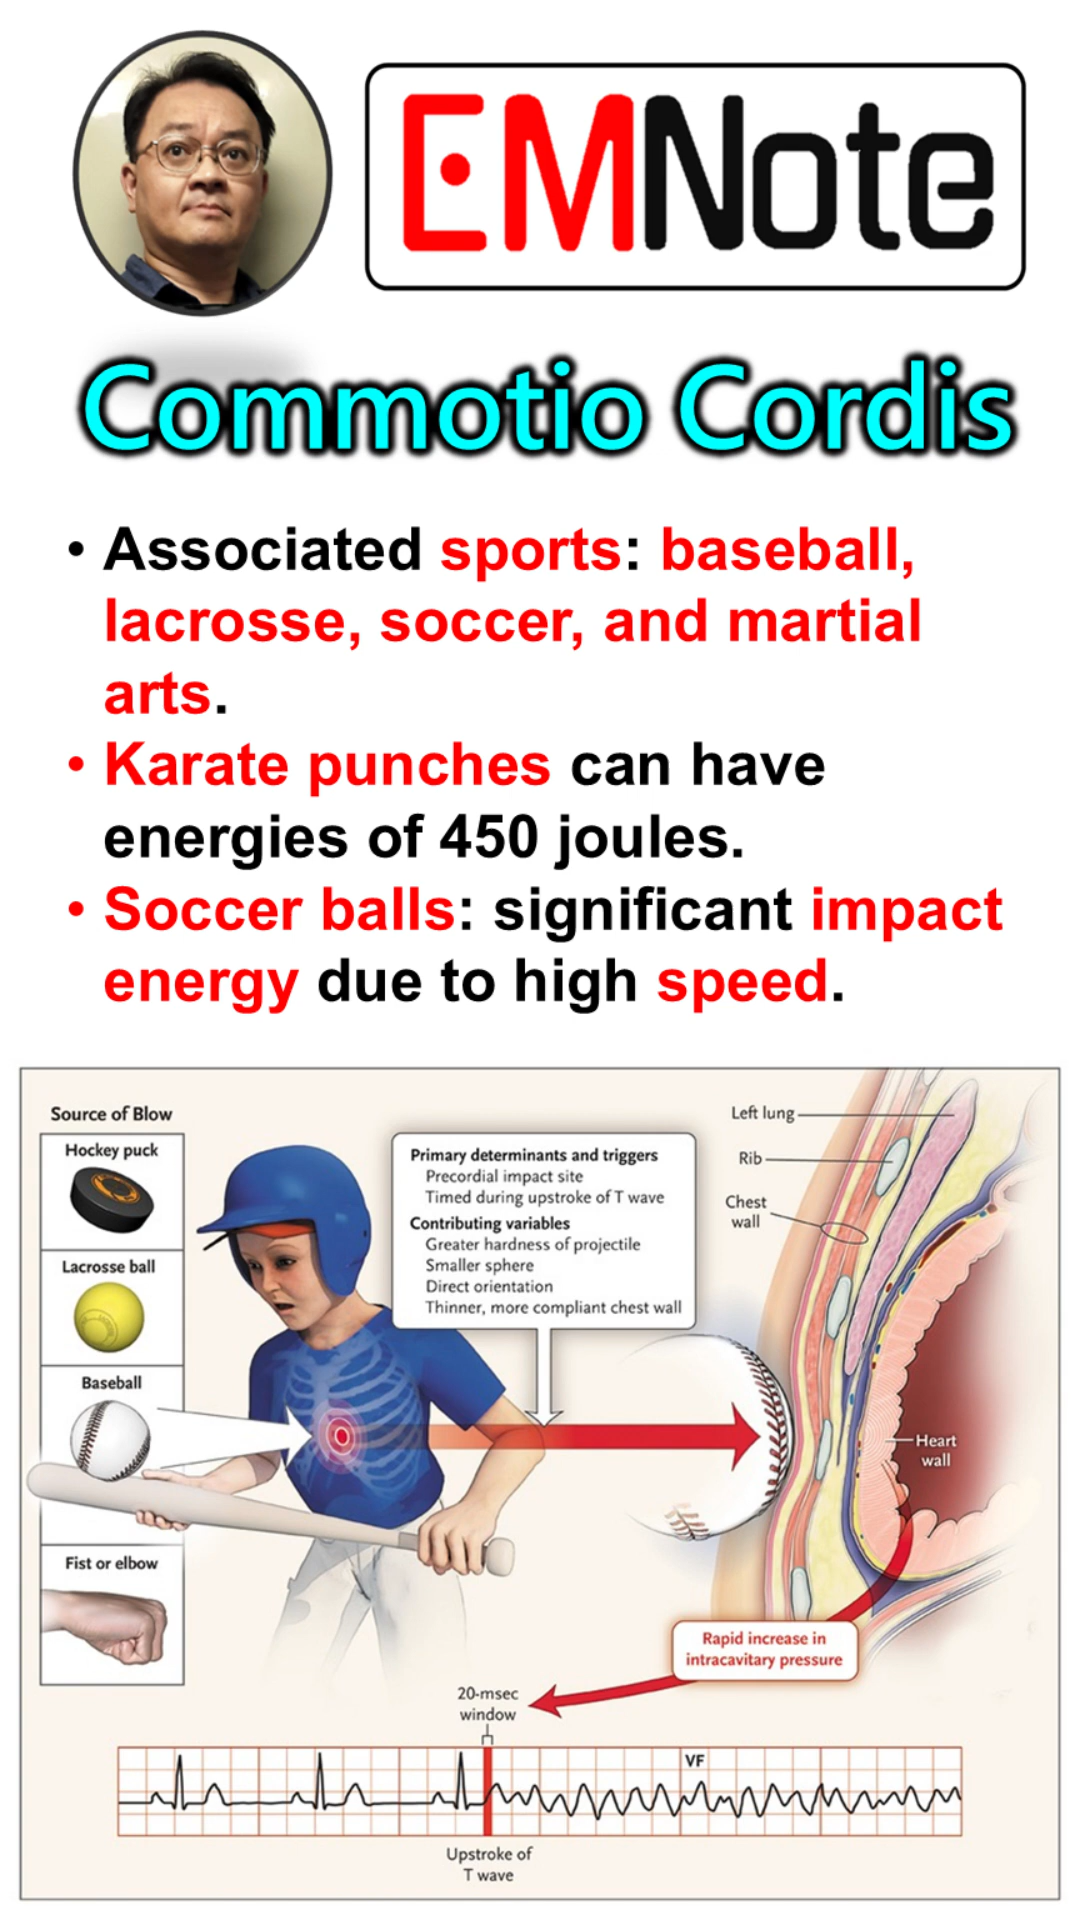 EMNote
Commotio Cordis
• Associated sports: baseball,
lacrosse, soccer, and martial
arts.
• Karate punches can have
energies of 450 joules.
• Soccer balls: significant impact
energy due to high speed.
Source of Blow
Hockey puck
Lacrosse ball
Baseball
Fist or elbow
Primary determinants and triggers
Precordial impact site
Timed during upstroke of T wave
Contributing variables
Greater hardness of projectile
Smaller sphere
Direct orientation
Thinner, more compliant chest wall
Left lung
Rib
Chest
wall
Heart
wall
Rapid increase in
intracavitary pressure
20-msec
window
VF
Upstroke of
T wave